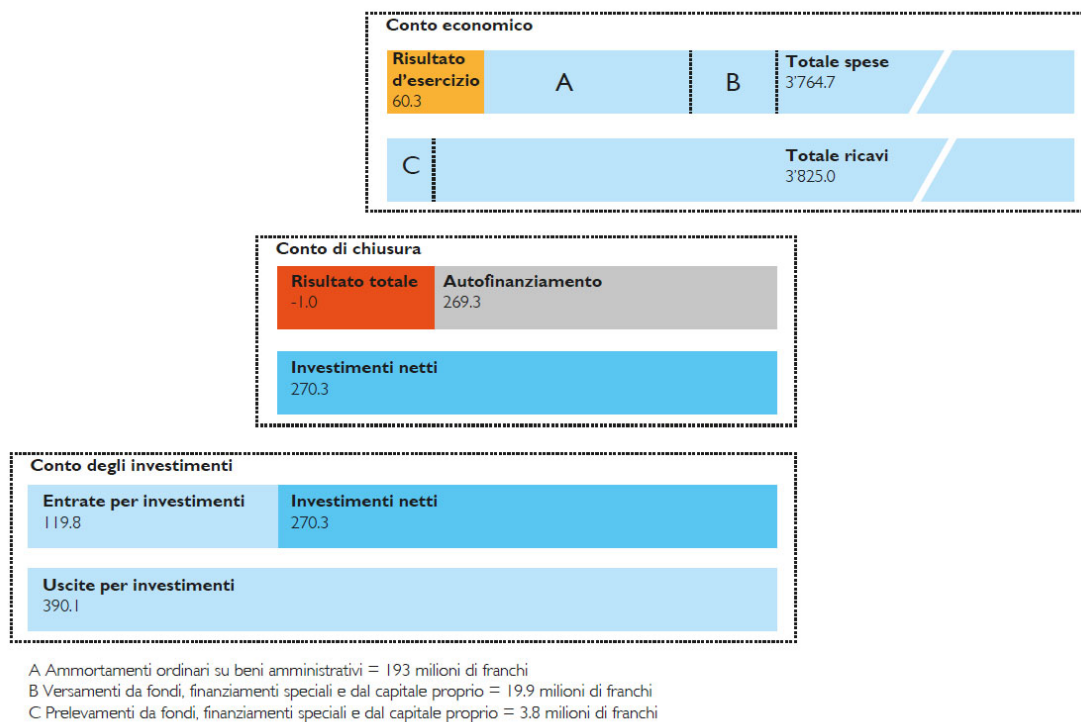 Conto economico
Risultato
d'esercizio
60.3
A
B
Totale spese
3'764.7
C
Totale ricavi
3'825.0
Conto di chiusura
Risultato totale
-1.0
Autofinanziamento
269.3
Investimenti netti
270.3
Conto degli investimenti
Entrate per investimenti
119.8
Investimenti netti
270.3
Uscite per investimenti
390.1
A Ammortamenti ordinari su beni amministrativi = 193 milioni di franchi
B Versamenti da fondi, finanziamenti speciali e dal capitale proprio = 19.9 milioni di franchi
C Prelevamenti da fondi, finanziamenti speciali e dal capitale proprio = 3.8 milioni di franchi